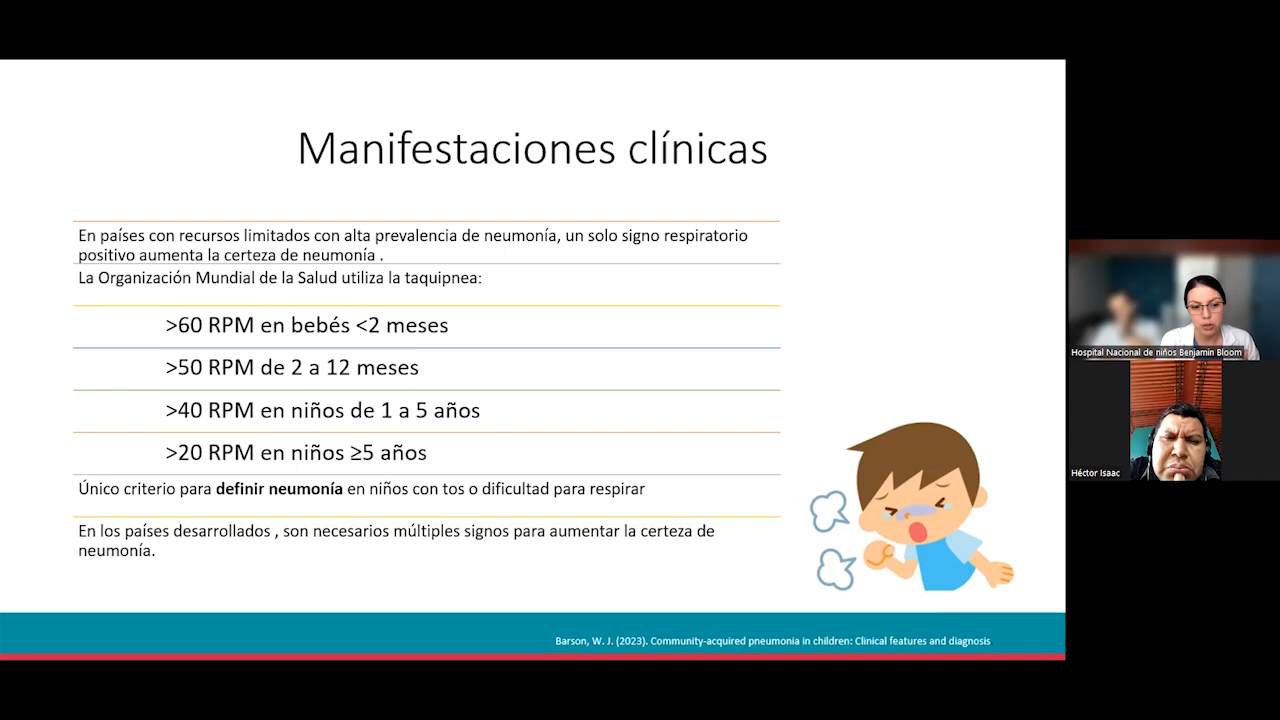 Manifestaciones clínicas
En países con recursos limitados con alta prevalencia de neumonía, un solo signo respiratorio
positivo aumenta la certeza de neumonía .
La Organización Mundial de la Salud utiliza la taquipnea:
>60 RPM en bebés <2 meses
>50 RPM de 2 a 12 meses
>40 RPM en niños de 1 a 5 años
>20 RPM en niños ≥5 años
Único criterio para definir neumonía en niños con tos o dificultad para respirar
En los países desarrollados , son necesarios múltiples signos para aumentar la certeza de
neumonía.
Barson, W. J. (2023). Community-acquired pneumonia in children: Clinical features and diagnosis
Hospital Nacional de niños Benjamin Bloom
Héctor Isaac